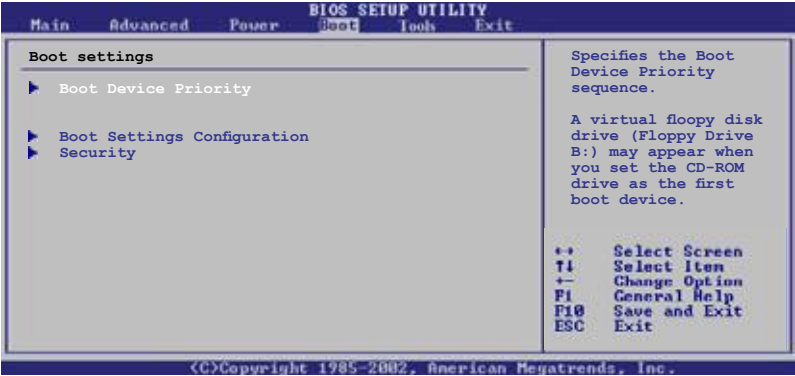 BIOS SETUP UTILITY
Main Advanced Power Boot Tools Exit
Boot settings
Boot Device Priority
Boot Settings Configuration
Security
Specifies the Boot
Device Priority
sequence.
A virtual floopy disk
drive (Floppy Drive
B:) may appear when
you set the CD-ROM
drive as the first
boot device.
←→ Select Screen
↑↓ Select Item
+- Change Option
F1 General Help
F10 Save and Exit
ESC Exit
(C)Copyright 1985-2002, American Megatrends, Inc.